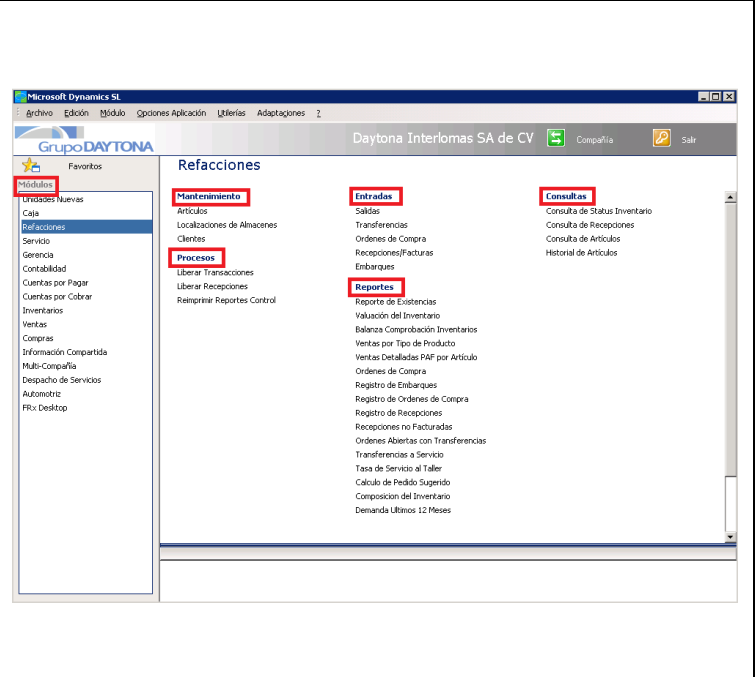 Microsoft Dynamics SL
Archivo Edición Módulo Opciones Aplicación Utilerías Adaptaciones ?
GrupoDAYTONA
Daytona Interlomas SA de CV
Compañia
Salir
Favoritos
Módulos
Unidades Nuevas
Caja
Refacciones
Servicio
Gerencia
Contabilidad
Cuentas por Pagar
Cuentas por Cobrar
Inventarios
Ventas
Compras
Información Compartida
Multi-Compañía
Despacho de Servicios
Automotriz
FRx Desktop
Refacciones
Mantenimiento
Artículos
Localizaciones de Almacenes
Clientes
Procesos
Liberar Transacciones
Liberar Recepciones
Reimprimir Reportes Control
Entradas
Salidas
Transferencias
Ordenes de Compra
Recepciones/Facturas
Embarques
Reportes
Reporte de Existencias
Valuación del Inventario
Balanza Comprobación Inventarios
Ventas por Tipo de Producto
Ventas Detalladas PAF por Artículo
Ordenes de Compra
Registro de Embarques
Registro de Ordenes de Compra
Registro de Recepciones
Recepciones no Facturadas
Ordenes Abiertas con Transferencias
Transferencias a Servicio
Tasa de Servicio al Taller
Calculo de Pedido Sugerido
Composicion del Inventario
Demanda Ultimos 12 Meses
Consultas
Consulta de Status Inventario
Consulta de Recepciones
Consulta de Artículos
Historial de Artículos